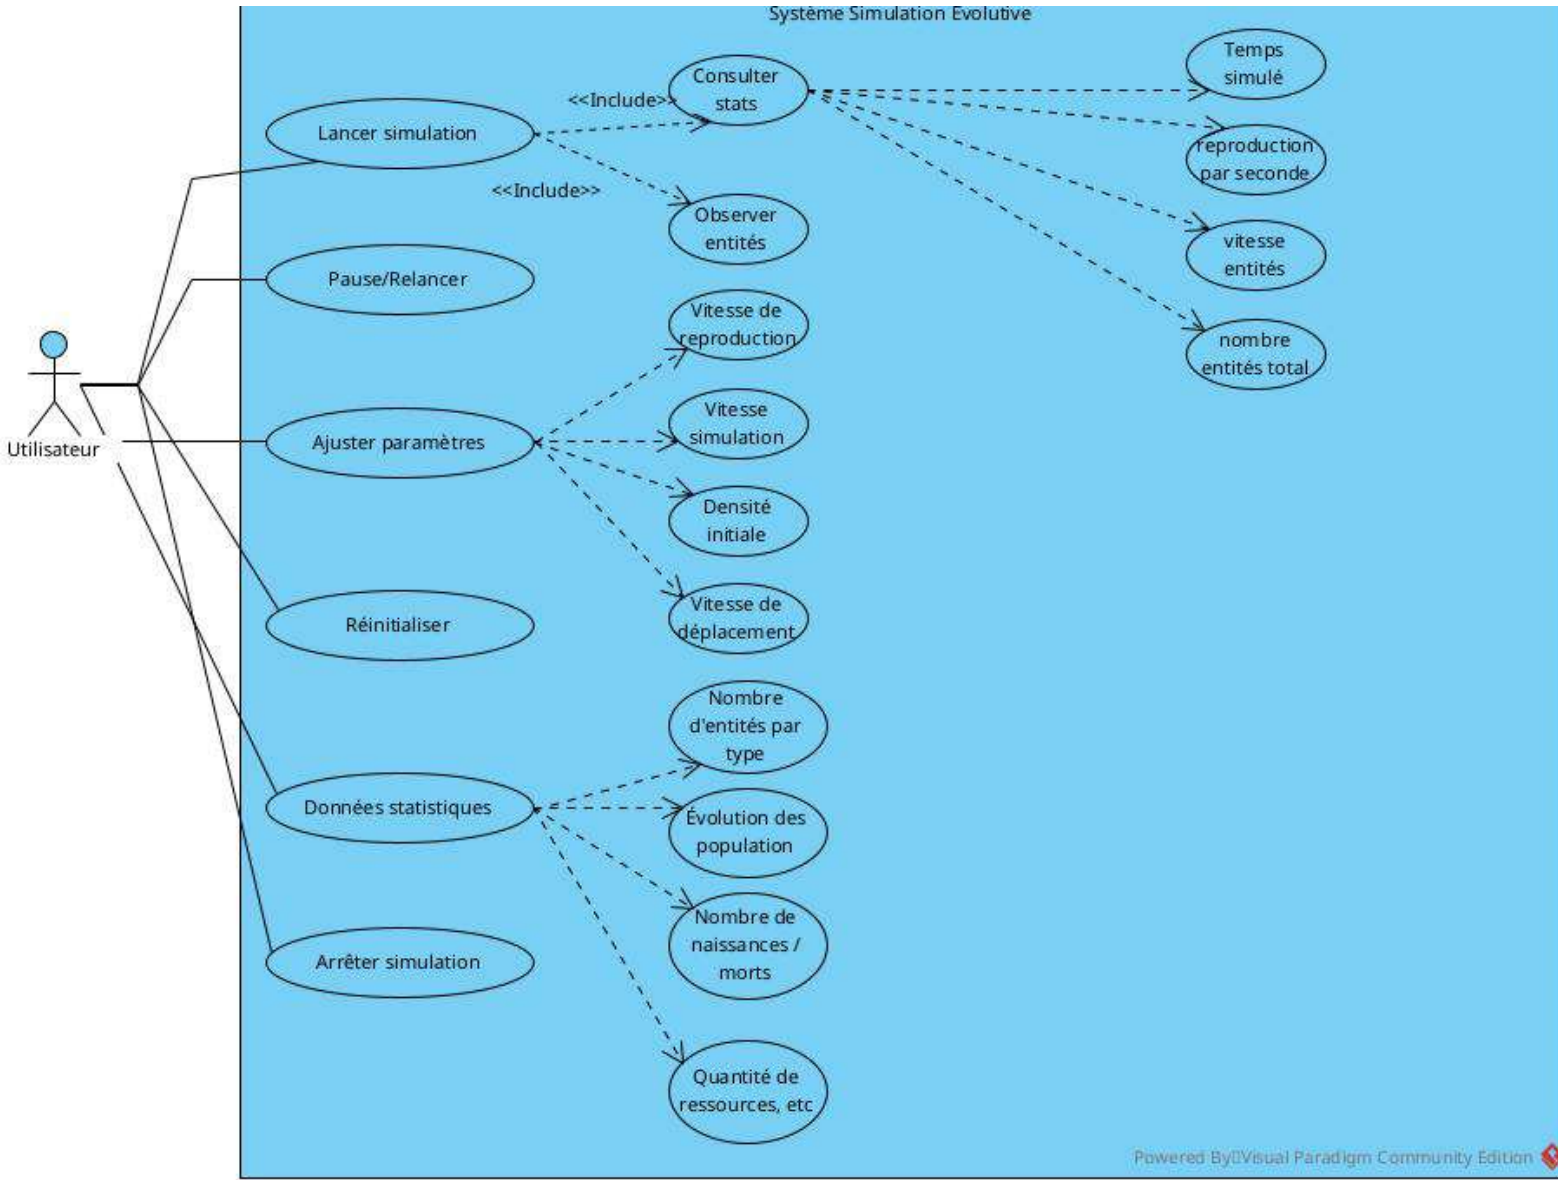 Système Simulation Evolutive
Utilisateur
Lancer simulation
<<Include>>
<<Include>>
Consulter
stats
Observer
entités
Temps
simulé
reproduction
par seconde
vitesse
entités
nombre
entités total
Pause/Relancer
Ajuster paramètres
Vitesse de
reproduction
Vitesse
simulation
Densité
initiale
Vitesse de
déplacement
Réinitialiser
Données statistiques
Nombre
d'entités par
type
Évolution des
population
Nombre de
naissances /
morts
Quantité de
ressources, etc
Arrêter simulation
Powered By Visual Paradigm Community Edition